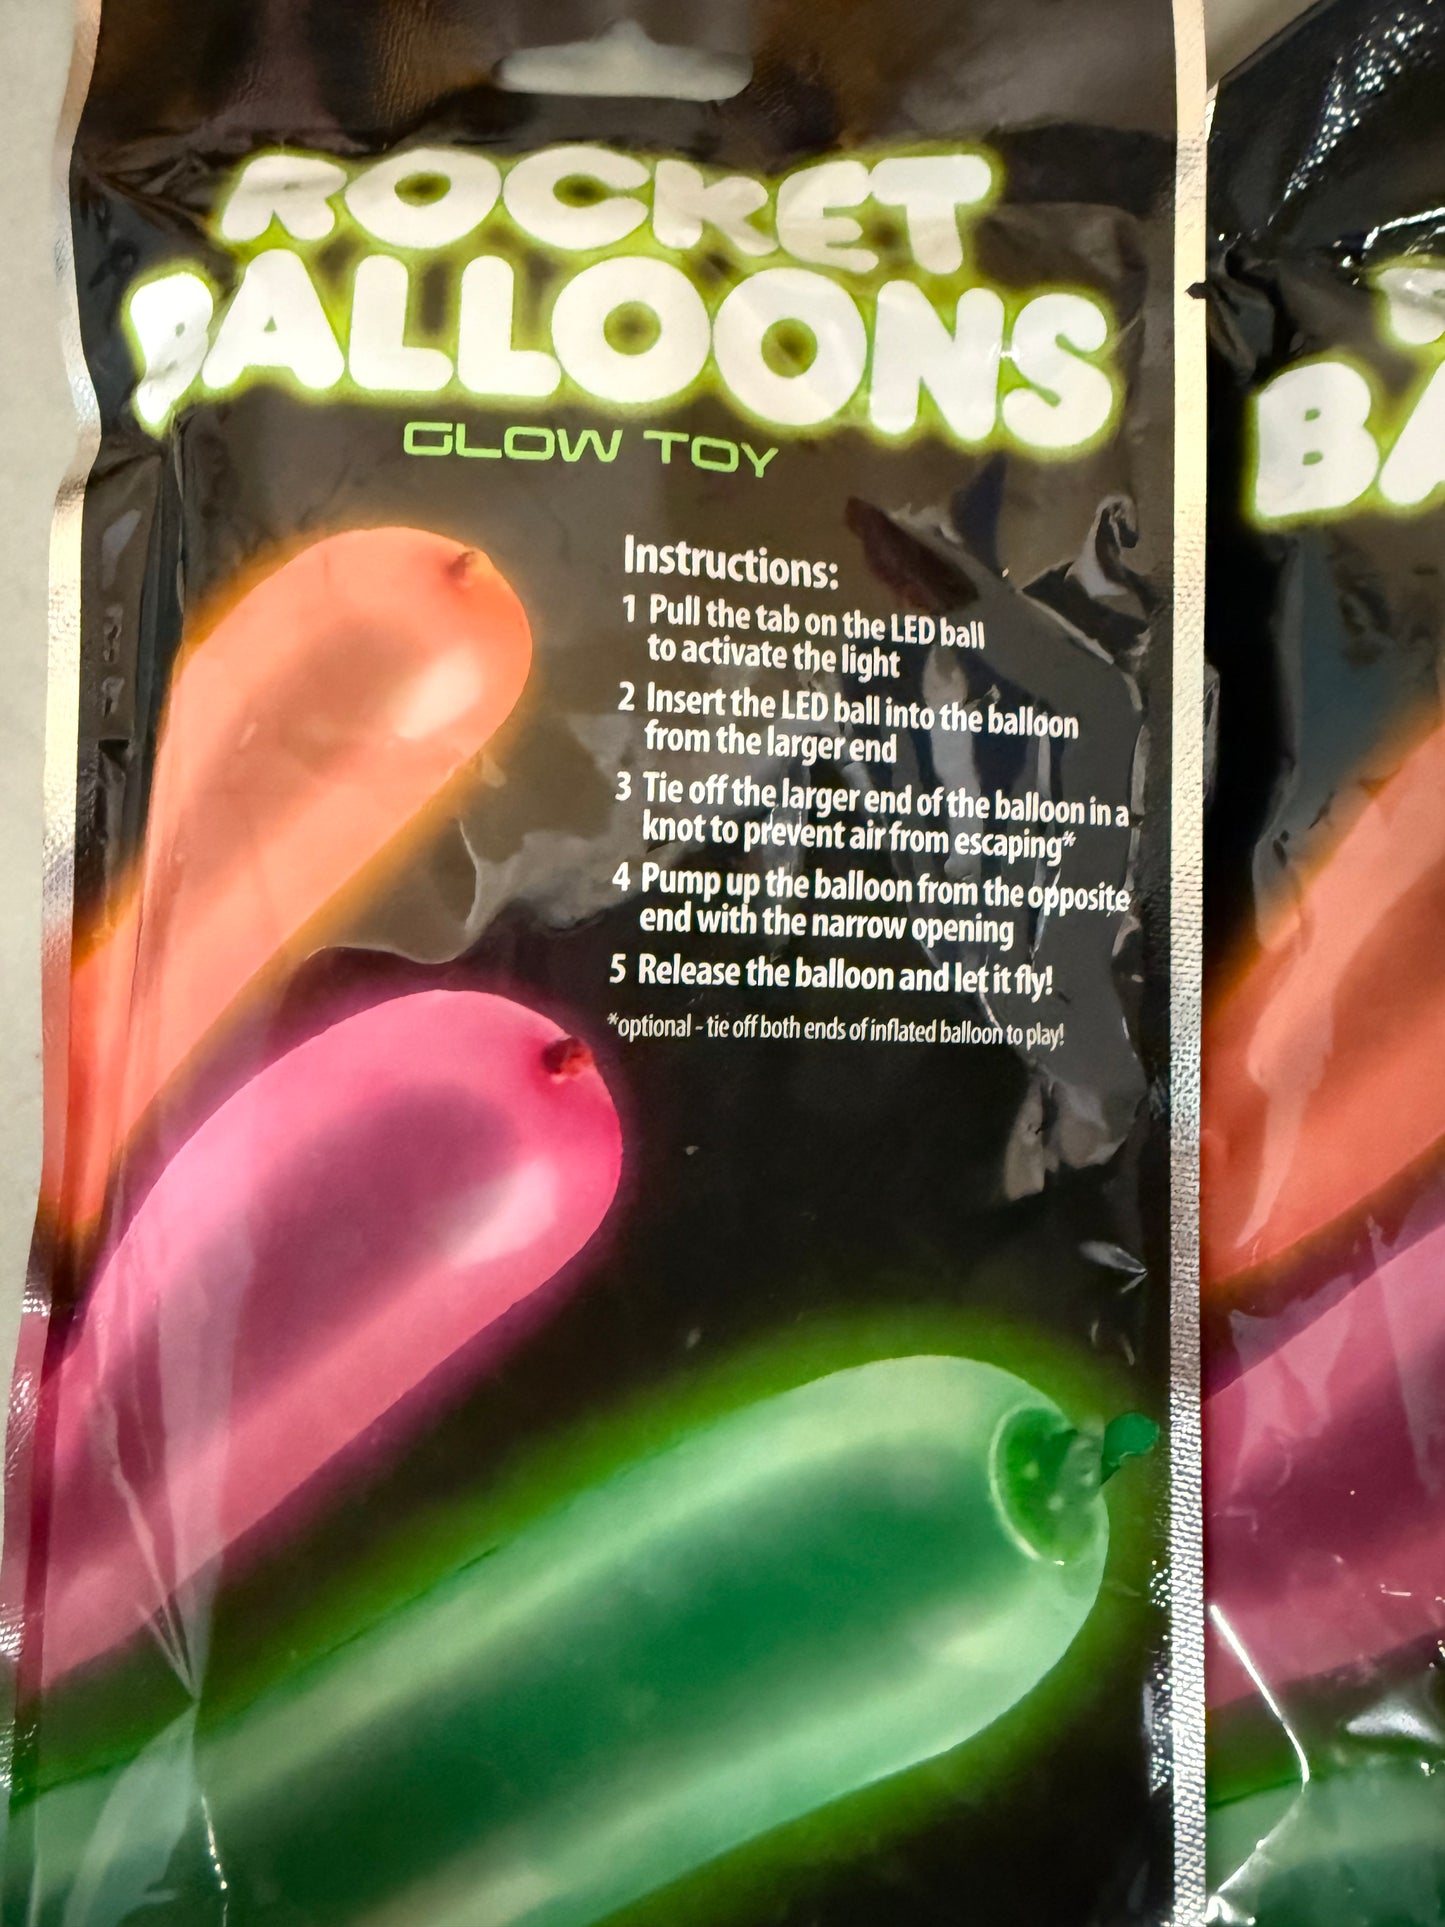 ROCKET
BALLOONS
GLOW TOY
Instructions:
1 Pull the tab on the LED ball
to activate the light
2 Insert the LED ball into the balloon
from the larger end
3 Tie off the larger end of the balloon in a
knot to prevent air from escaping*
4 Pump up the balloon from the opposite
end with the narrow opening
5 Release the balloon and let it fly!
*optional - tie off both ends of inflated balloon to play!
BA